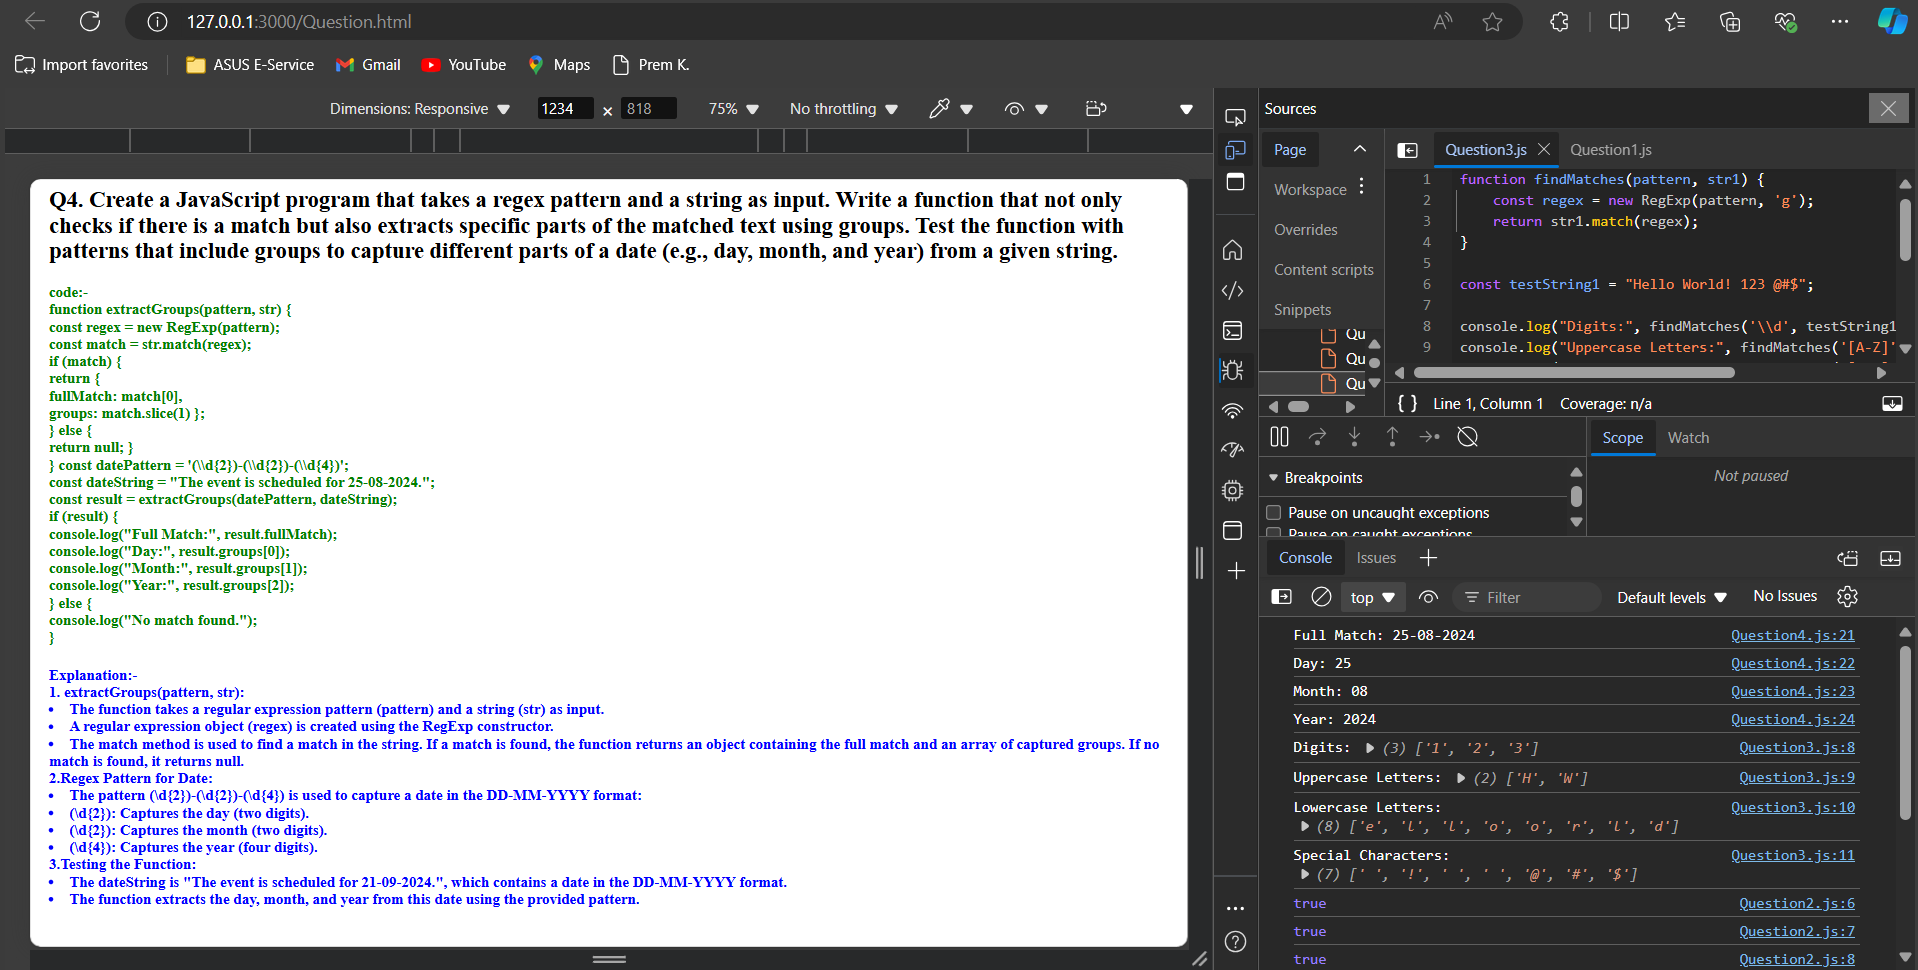 127.0.0.1:3000/Question.html
Import favorites
ASUS E-Service
Gmail
YouTube
Maps
Prem K.
Dimensions: Responsive
1234
×
818
75%
No throttling
Q4. Create a JavaScript program that takes a regex pattern and a string as input. Write a function that not only
checks if there is a match but also extracts specific parts of the matched text using groups. Test the function with
patterns that include groups to capture different parts of a date (e.g., day, month, and year) from a given string.
code:-
function extractGroups(pattern, str) {
const regex = new RegExp(pattern);
const match = str.match(regex);
if (match) {
return {
fullMatch: match[0],
groups: match.slice(1) };
} else {
return null; }
} const datePattern = '(\\d{2})-(\\d{2})-(\\d{4})';
const dateString = "The event is scheduled for 25-08-2024.";
const result = extractGroups(datePattern, dateString);
if (result) {
console.log("Full Match:", result.fullMatch);
console.log("Day:", result.groups[0]);
console.log("Month:", result.groups[1]);
console.log("Year:", result.groups[2]);
} else {
console.log("No match found.");
}
Explanation:-
1. extractGroups(pattern, str):
• The function takes a regular expression pattern (pattern) and a string (str) as input.
• A regular expression object (regex) is created using the RegExp constructor.
• The match method is used to find a match in the string. If a match is found, the function returns an object containing the full match and an array of captured groups. If no
match is found, it returns null.
2.Regex Pattern for Date:
• The pattern (\d{2})-(\d{2})-(\d{4}) is used to capture a date in the DD-MM-YYYY format:
• (\d{2}): Captures the day (two digits).
• (\d{2}): Captures the month (two digits).
• (\d{4}): Captures the year (four digits).
3.Testing the Function:
• The dateString is "The event is scheduled for 21-09-2024.", which contains a date in the DD-MM-YYYY format.
• The function extracts the day, month, and year from this date using the provided pattern.
Sources
Page
Workspace
Overrides
Content scripts
Snippets
Qu
Qu
Qu
Question3.js
Question1.js
1 function findMatches(pattern, str1) {
2 const regex = new RegExp(pattern, 'g');
3 return str1.match(regex);
4 }
5
6 const testString1 = "Hello World! 123 @#$";
7
8 console.log("Digits:", findMatches('\\d', testString1
9 console.log("Uppercase Letters:", findMatches('[A-Z]'
{ } Line 1, Column 1 Coverage: n/a
Scope
Watch
Not paused
Breakpoints
Pause on uncaught exceptions
Pause on caught exceptions
Console
Issues
top
Filter
Default levels
No Issues
Full Match: 25-08-2024 Question4.js:21
Day: 25 Question4.js:22
Month: 08 Question4.js:23
Year: 2024 Question4.js:24
Digits: (3) ['1', '2', '3'] Question3.js:8
Uppercase Letters: (2) ['H', 'W'] Question3.js:9
Lowercase Letters: Question3.js:10
(8) ['e', 'l', 'l', 'o', 'o', 'r', 'l', 'd']
Special Characters: Question3.js:11
(7) [' ', '!', ' ', ' ', '@', '#', '$']
true Question2.js:6
true Question2.js:7
true Question2.js:8